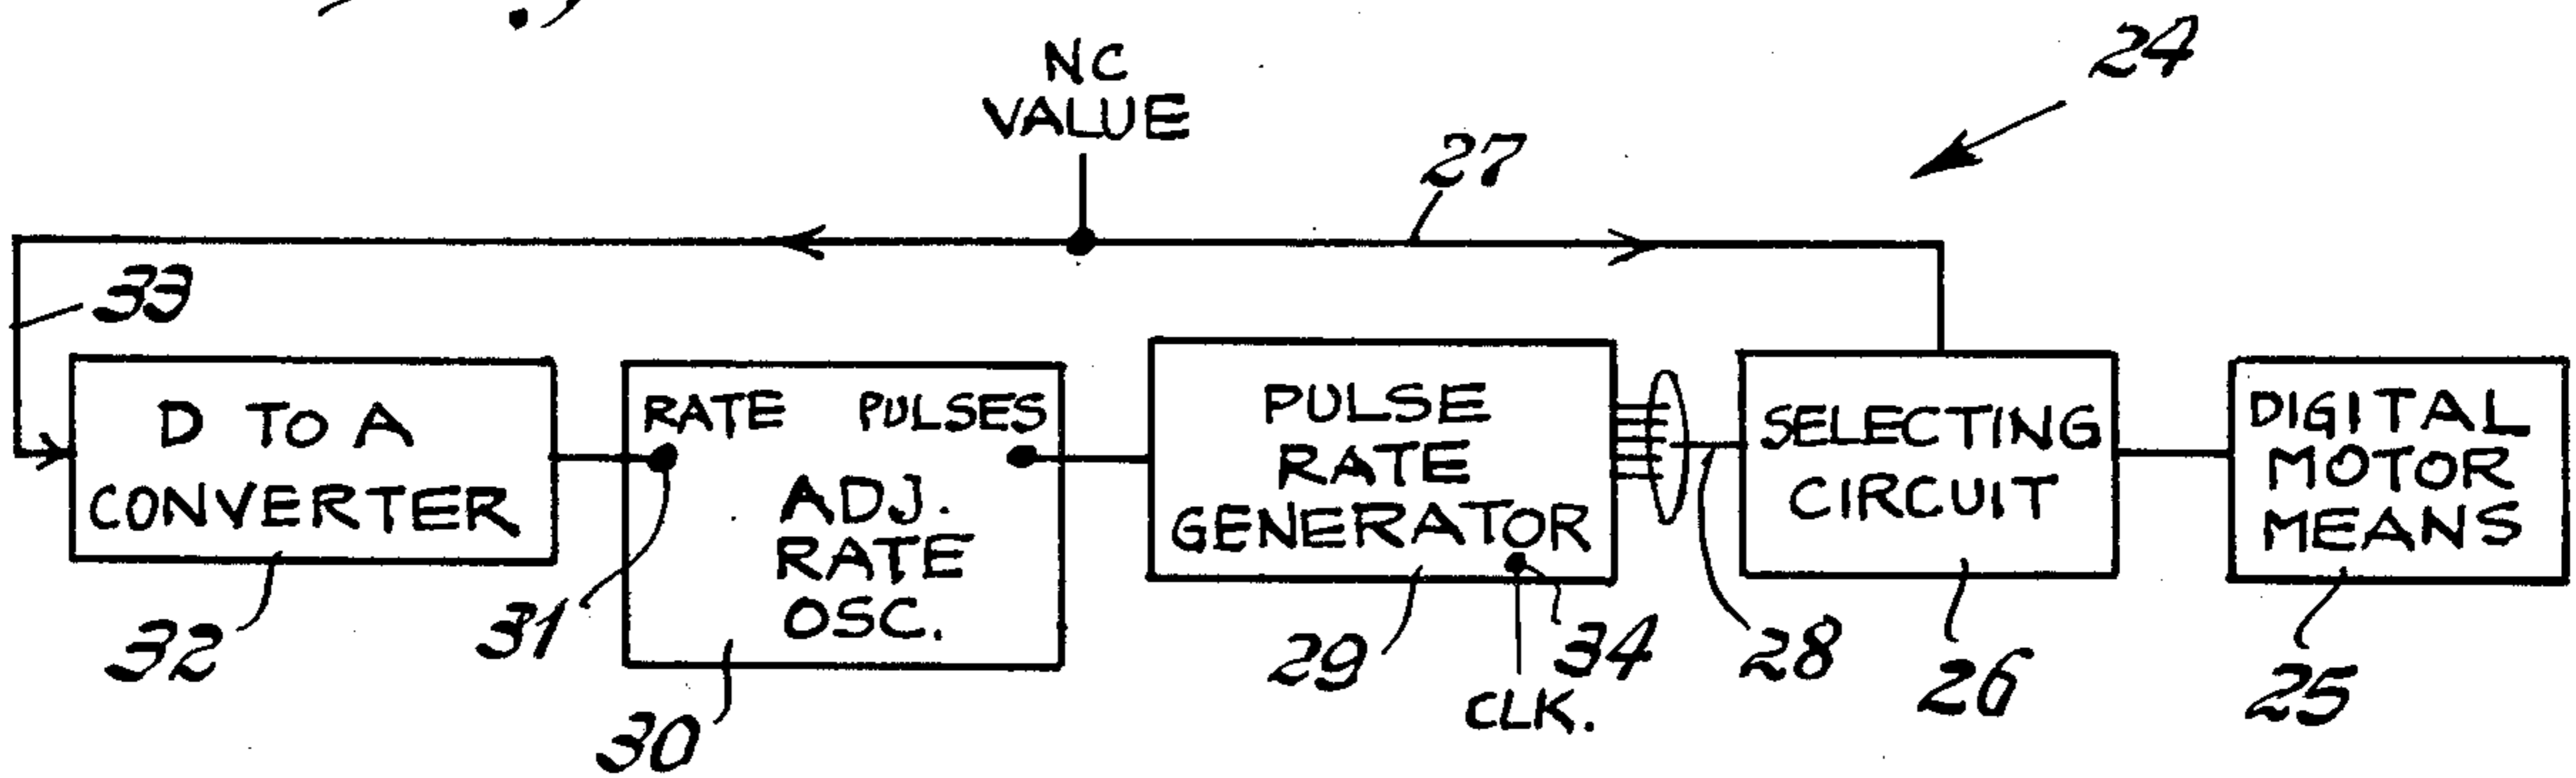 NC
VALUE
24
27
33
D TO A
CONVERTER
32
31
RATE PULSES
ADJ.
RATE
OSC.
30
PULSE
RATE
GENERATOR
29
34
CLK.
28
SELECTING
CIRCUIT
26
DIGITAL
MOTOR
MEANS
25